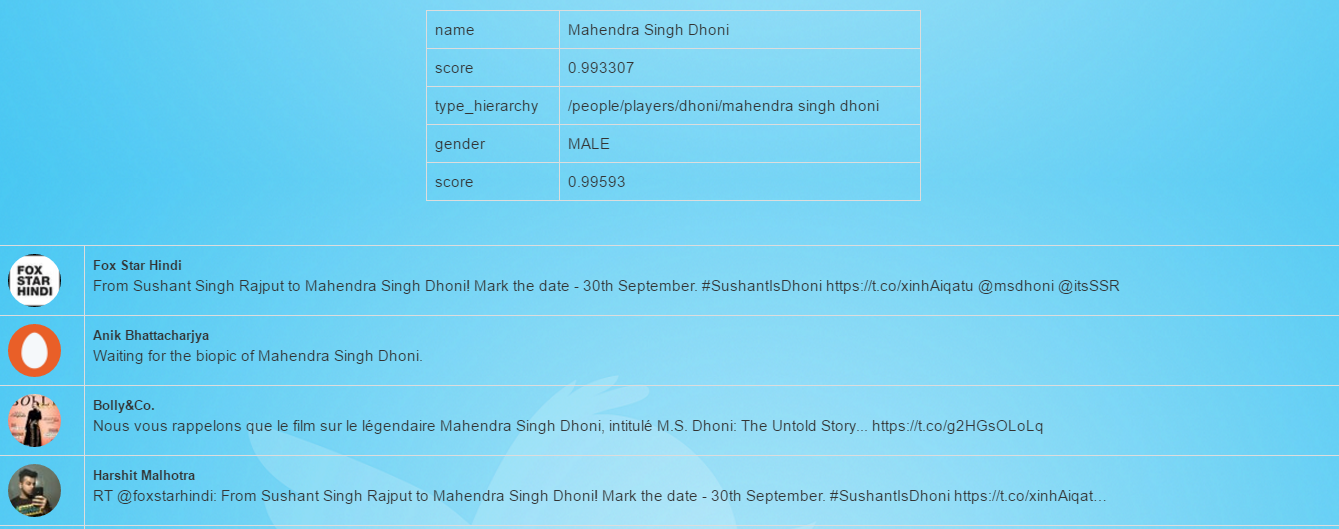 name Mahendra Singh Dhoni
score 0.993307
type_hierarchy /people/players/dhoni/mahendra singh dhoni
gender MALE
score 0.99593
FOX
STAR
HINDI
Fox Star Hindi
From Sushant Singh Rajput to Mahendra Singh Dhoni! Mark the date - 30th September. #SushantIsDhoni https://t.co/xinhAiqatu @msdhoni @itsSSR
Anik Bhattacharjya
Waiting for the biopic of Mahendra Singh Dhoni.
Bolly&Co.
Nous vous rappelons que le film sur le légendaire Mahendra Singh Dhoni, intitulé M.S. Dhoni: The Untold Story... https://t.co/g2HGsOLoLq
Harshit Malhotra
RT @foxstarhindi: From Sushant Singh Rajput to Mahendra Singh Dhoni! Mark the date - 30th September. #SushantIsDhoni https://t.co/xinhAiqat…